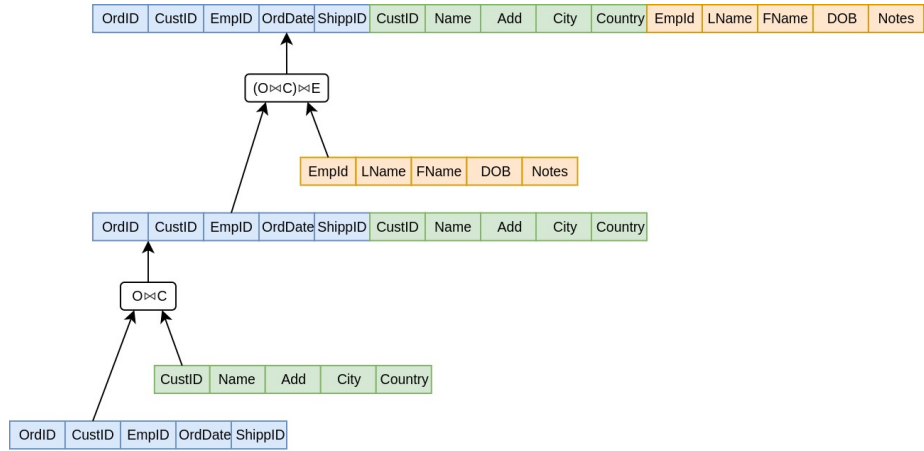 OrdID CustID EmpID OrdDate ShippID CustID Name Add City Country EmpId LName FName DOB Notes
(O⋈C)⋈E
EmpId LName FName DOB Notes
OrdID CustID EmpID OrdDate ShippID CustID Name Add City Country
O⋈C
CustID Name Add City Country
OrdID CustID EmpID OrdDate ShippID